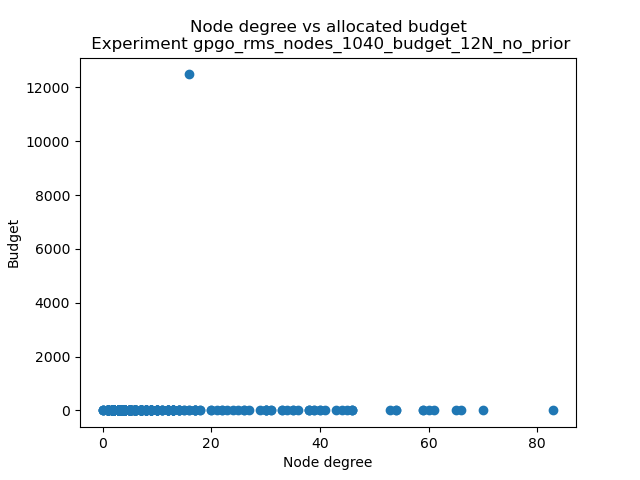 Node degree vs allocated budget
Experiment gpgo_rms_nodes_1040_budget_12N_no_prior
12000
10000
8000
6000
4000
2000
0
Budget
0 20 40 60 80
Node degree